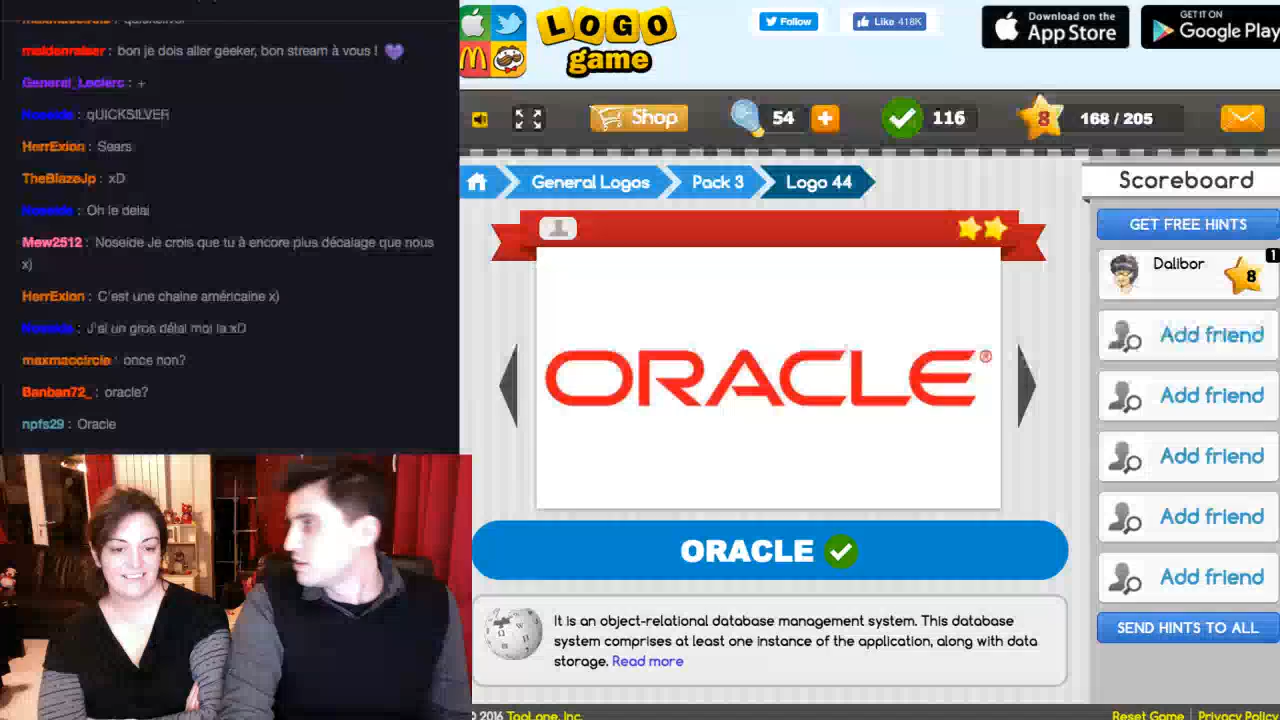 maldonraiser : bon je dois aller geeker, bon stream à vous !
General_Leclerc : +
Noseide : qUICKSILVER
HerrExion : Sears
TheBlazeJp : xD
Noseide : Oh le delai
Mew2512 : Noseide Je crois que tu à encore plus décalage que nous
x)
HerrExion : C'est une chaine américaine x)
Noseide : J'ai un gros délai moi la xD
maxmaccircle : once non?
Banban72_ : oracle?
npfs29 : Oracle
LOGO
game
Follow
Like 418K
Download on the
App Store
GET IT ON
Google Play
Shop
54
116
8
168 / 205
General Logos
Pack 3
Logo 44
ORACLE®
ORACLE
It is an object-relational database management system. This database
system comprises at least one instance of the application, along with data
storage. Read more
Scoreboard
GET FREE HINTS
Dalibor
8
1
Add friend
Add friend
Add friend
Add friend
Add friend
SEND HINTS TO ALL
© 2016 TooLone, Inc.
Reset Game
Privacy Policy